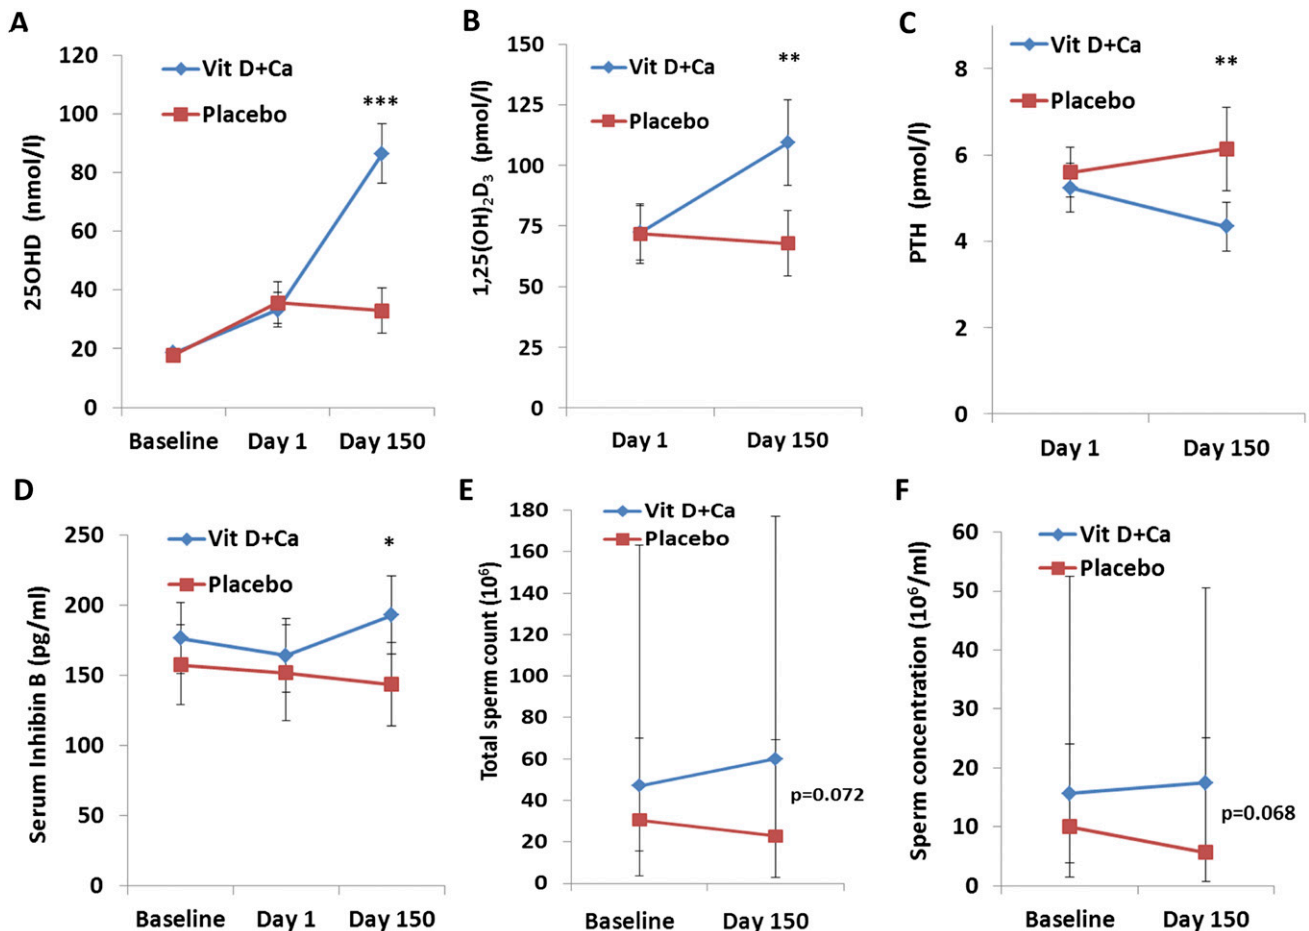 A
25OHD (nmol/l)
120
100
80
60
40
20
0
Vit D+Ca
Placebo
***
Baseline Day 1 Day 150
B
1,25(OH)₂D₃ (pmol/l)
150
125
100
75
50
25
0
Vit D+Ca
Placebo
**
Day 1 Day 150
C
PTH (pmol/l)
8
6
4
2
0
Vit D+Ca
Placebo
**
Day 1 Day 150
D
Serum Inhibin B (pg/ml)
250
200
150
100
50
0
Vit D+Ca
Placebo
*
Baseline Day 1 Day 150
E
Total sperm count (10⁶)
180
160
140
120
100
80
60
40
20
0
Vit D+Ca
Placebo
p=0.072
Baseline Day 150
F
Sperm concentration (10⁶/ml)
60
50
40
30
20
10
0
Vit D+Ca
Placebo
p=0.068
Baseline Day 150